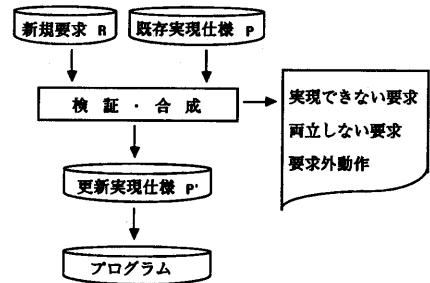 新規要求 R
既存実現仕様 P
検 証 ・ 合 成
実現できない要求
両立しない要求
要求外動作
更新実現仕様 P'
プログラム